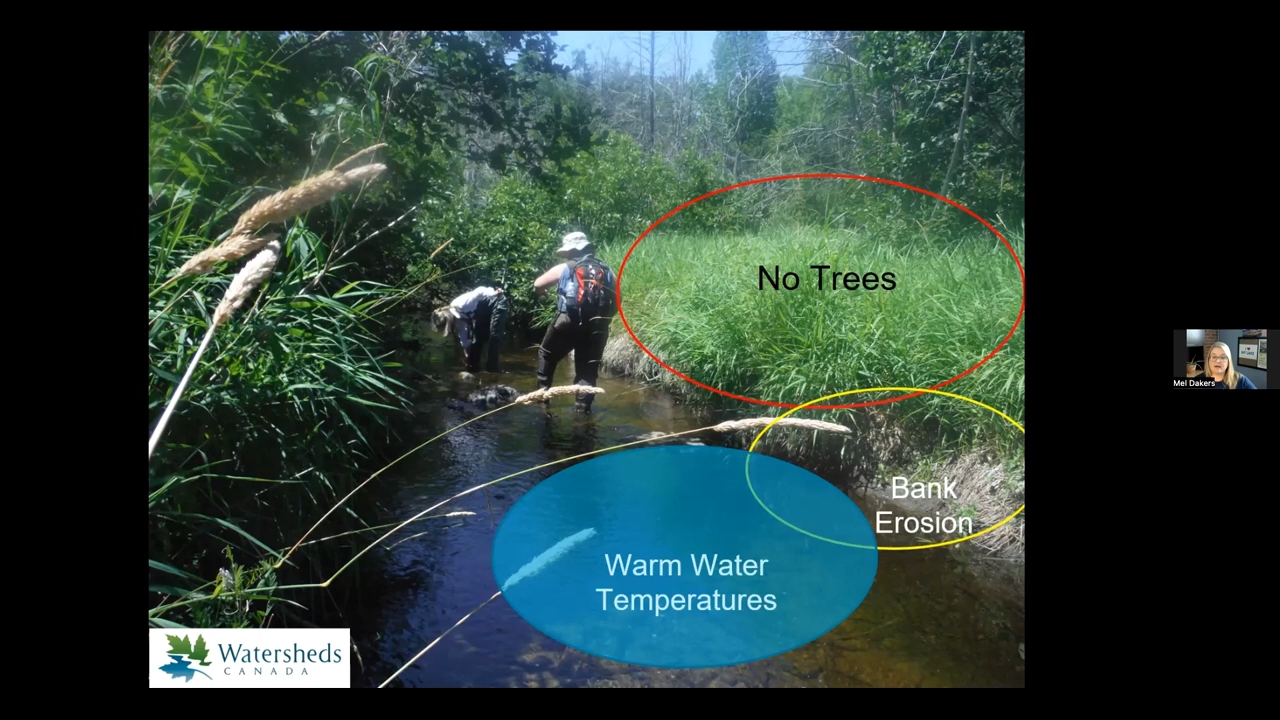 No Trees
Bank
Erosion
Warm Water
Temperatures
Watersheds
CANADA
Mel Dakers